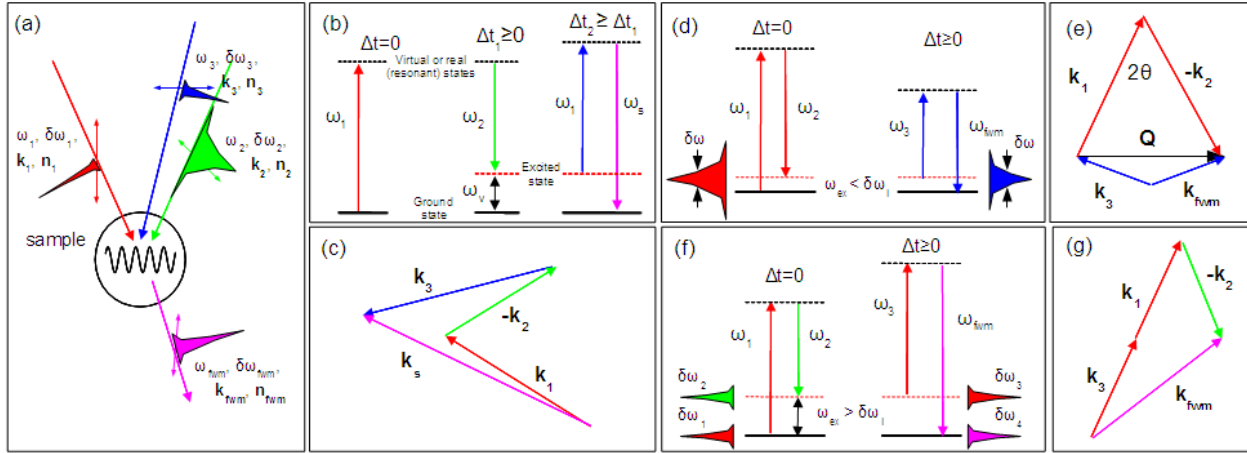 (a)
ω3, δω3,
k3, n3
ω1, δω1,
k1, n1
ω2, δω2,
k2, n2
sample
ωfwm, δωfwm,
kfwm, nfwm
(b)
Δt=0
Δt1≥0
Δt2 ≥ Δt1
Virtual or real
(resonant) states
ω1
ω2
ω1
ωs
Excited
state
ωv
Ground
state
(c)
k3
-k2
ks
k1
(d)
Δt=0
Δt≥0
ω1
ω2
ω3
ωfwm
δω
δω
ωex < δωl
(e)
k1
2θ
-k2
Q
k3
kfwm
(f)
Δt=0
Δt≥0
ω1
ω2
ω3
ωfwm
δω2
δω3
δω1
ωex > δωl
δω4
(g)
k1
-k2
k3
kfwm